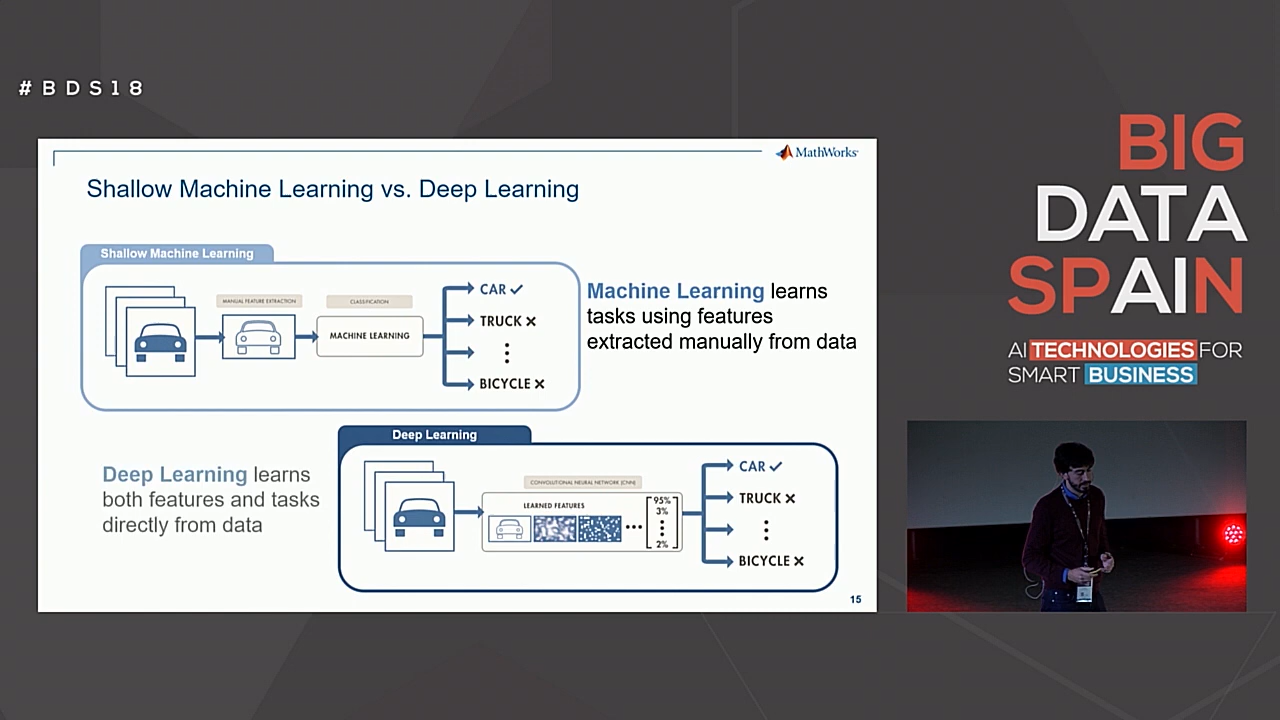 #BDS18
MathWorks
Shallow Machine Learning vs. Deep Learning
Shallow Machine Learning
MANUAL FEATURE EXTRACTION
CLASSIFICATION
MACHINE LEARNING
CAR ✓
TRUCK ✕
⋮
BICYCLE ✕
Machine Learning learns
tasks using features
extracted manually from data
Deep Learning learns
both features and tasks
directly from data
Deep Learning
CONVOLUTIONAL NEURAL NETWORK (CNN)
LEARNED FEATURES
95%
3%
⋮
2%
CAR ✓
TRUCK ✕
⋮
BICYCLE ✕
15
BIG
DATA
SPAIN
AI TECHNOLOGIES FOR
SMART BUSINESS